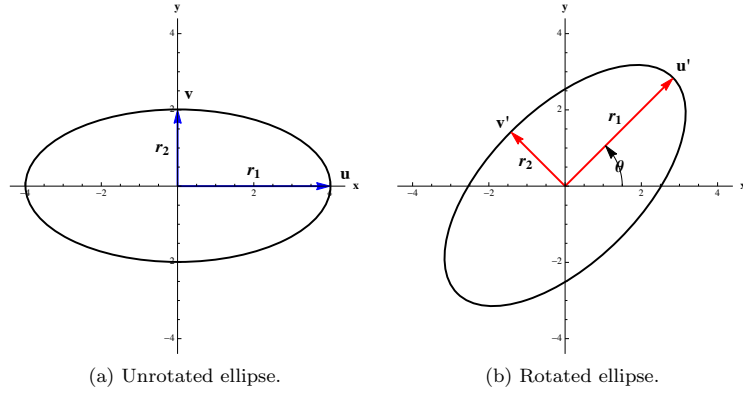 y
4
v
2
r2
r1
u
-4
-2
2
4
x
-2
-4
(a) Unrotated ellipse.
y
4
u'
v'
2
r1
r2
θ
-4
-2
2
4
x
-2
-4
(b) Rotated ellipse.